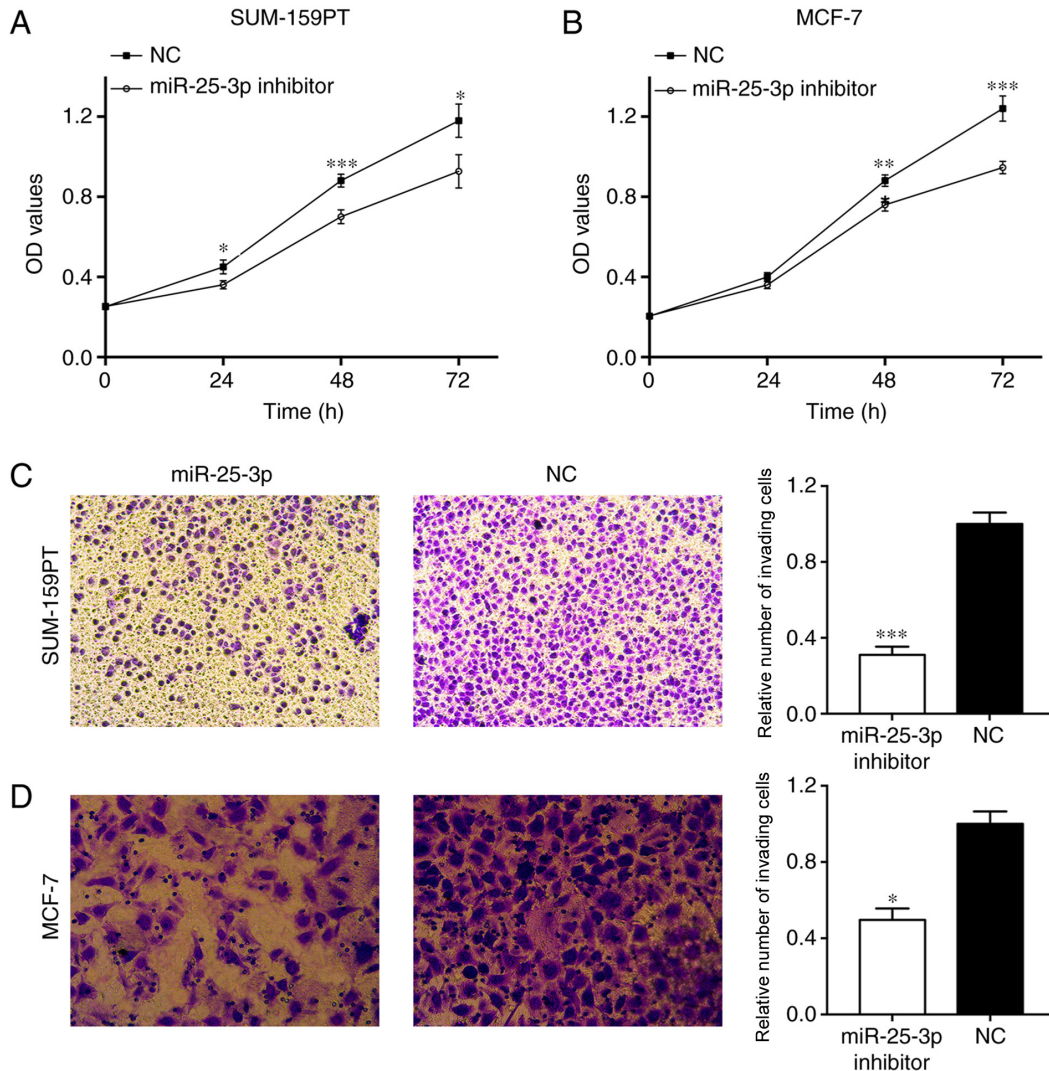 A
SUM-159PT
NC
miR-25-3p inhibitor
OD values
1.2
0.8
0.4
0.0
*
***
*
0
24
48
72
Time (h)
B
MCF-7
NC
miR-25-3p inhibitor
OD values
1.2
0.8
0.4
0.0
**
*
***
0
24
48
72
Time (h)
C
miR-25-3p
NC
SUM-159PT
Relative number of invading cells
1.2
0.8
0.4
0.0
***
miR-25-3p
inhibitor
NC
D
MCF-7
Relative number of invading cells
1.2
0.8
0.4
0.0
*
miR-25-3p
inhibitor
NC